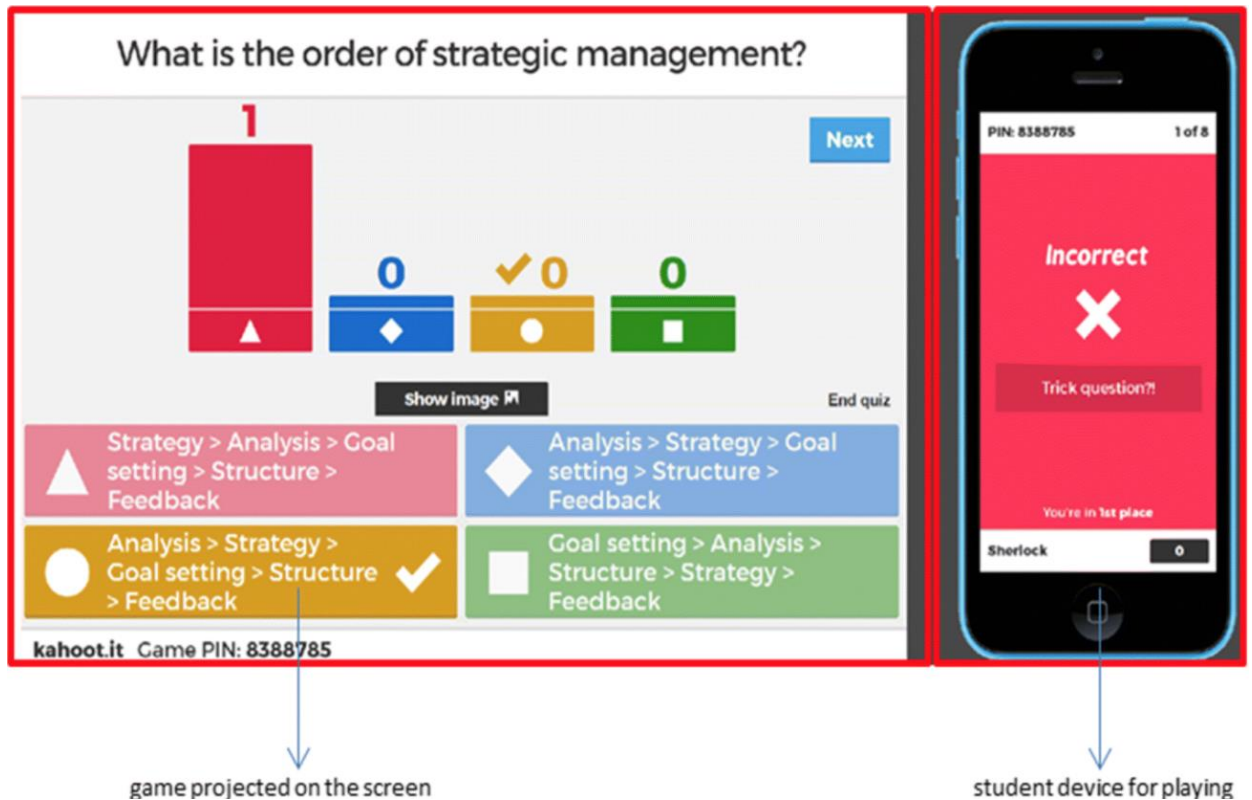 What is the order of strategic management?
1
Next
0
0
0
Show image
End quiz
Strategy > Analysis > Goal
setting > Structure >
Feedback
Analysis > Strategy > Goal
setting > Structure >
Feedback
Analysis > Strategy >
Goal setting > Structure
> Feedback
Goal setting > Analysis >
Structure > Strategy >
Feedback
kahoot.it Game PIN: 8388785
PIN: 8388785 1 of 8
Incorrect
Trick question?!
You're in 1st place
Sherlock 0
game projected on the screen
student device for playing